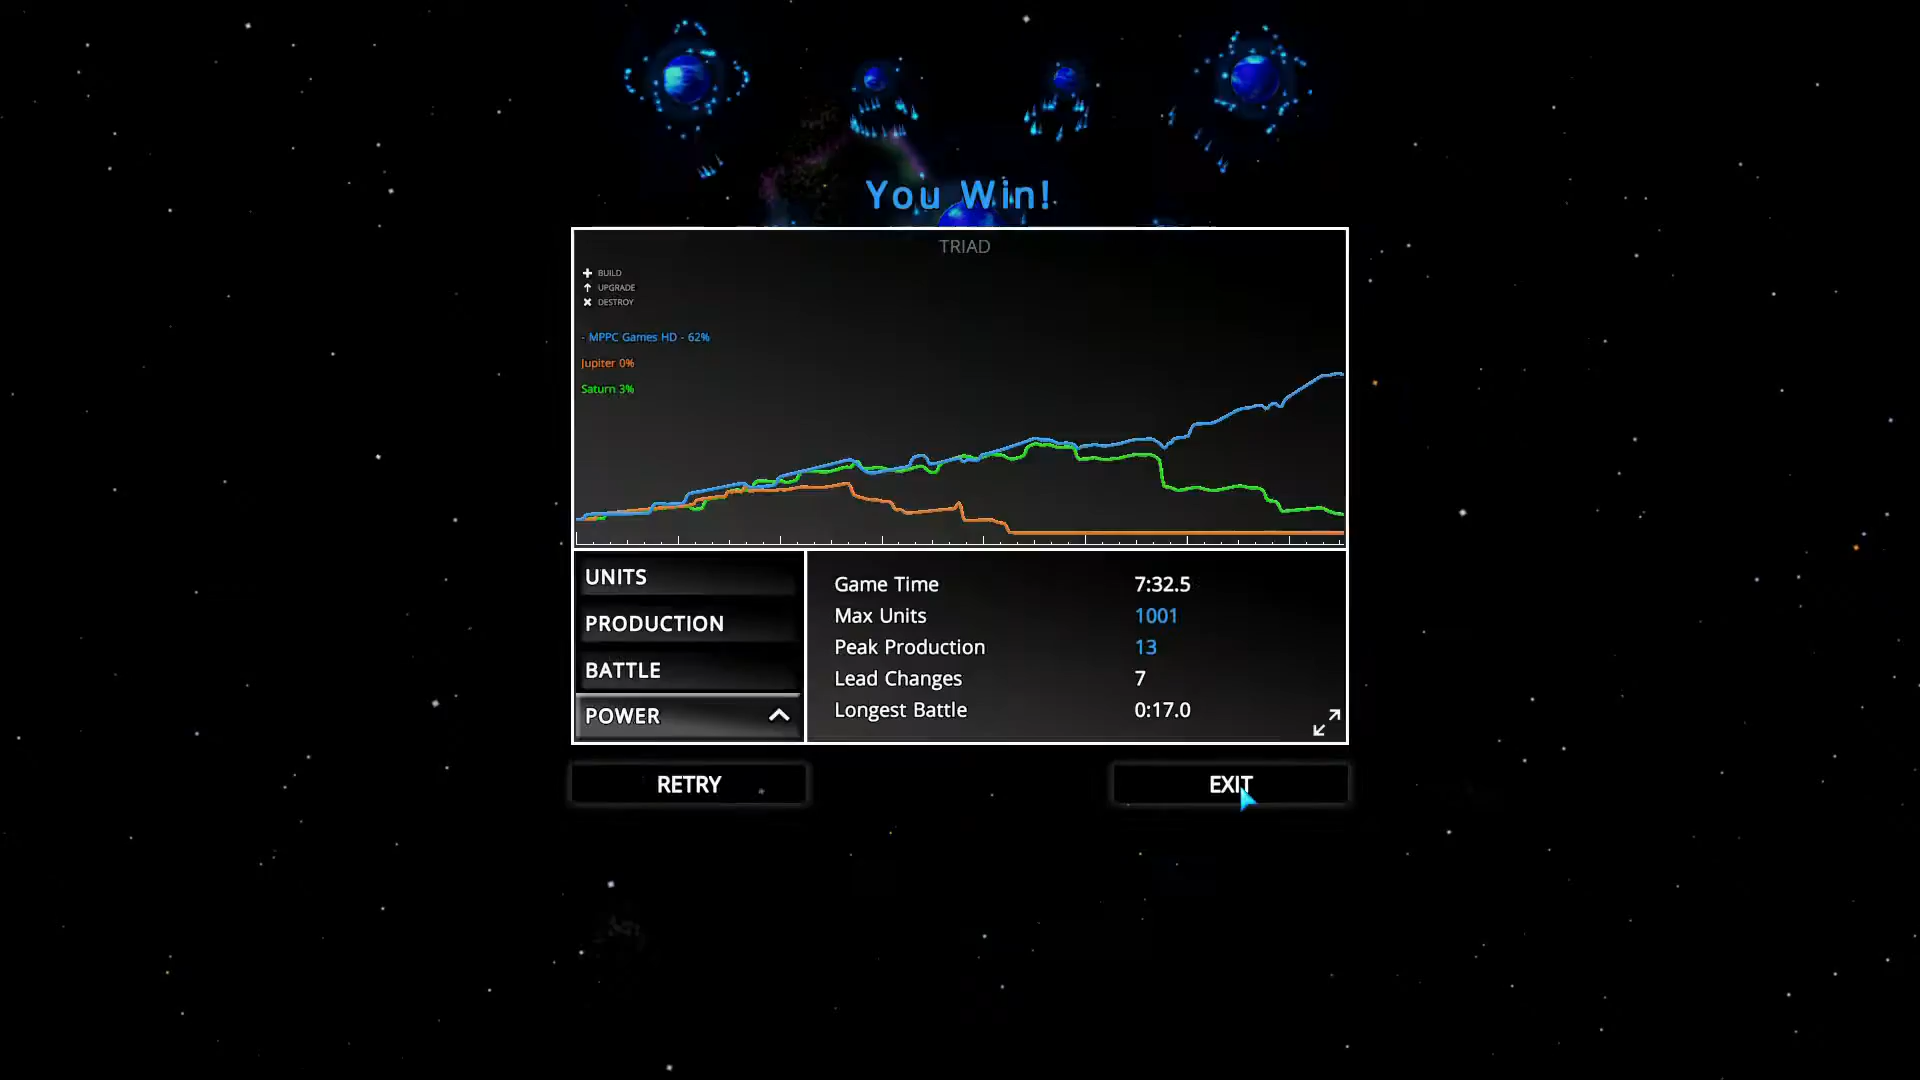 You Win!
TRIAD
BUILD
UPGRADE
DESTROY
- MPPC Games HD - 62%
Jupiter 0%
Saturn 3%
UNITS
PRODUCTION
BATTLE
POWER
Game Time 7:32.5
Max Units 1001
Peak Production 13
Lead Changes 7
Longest Battle 0:17.0
RETRY
EXIT